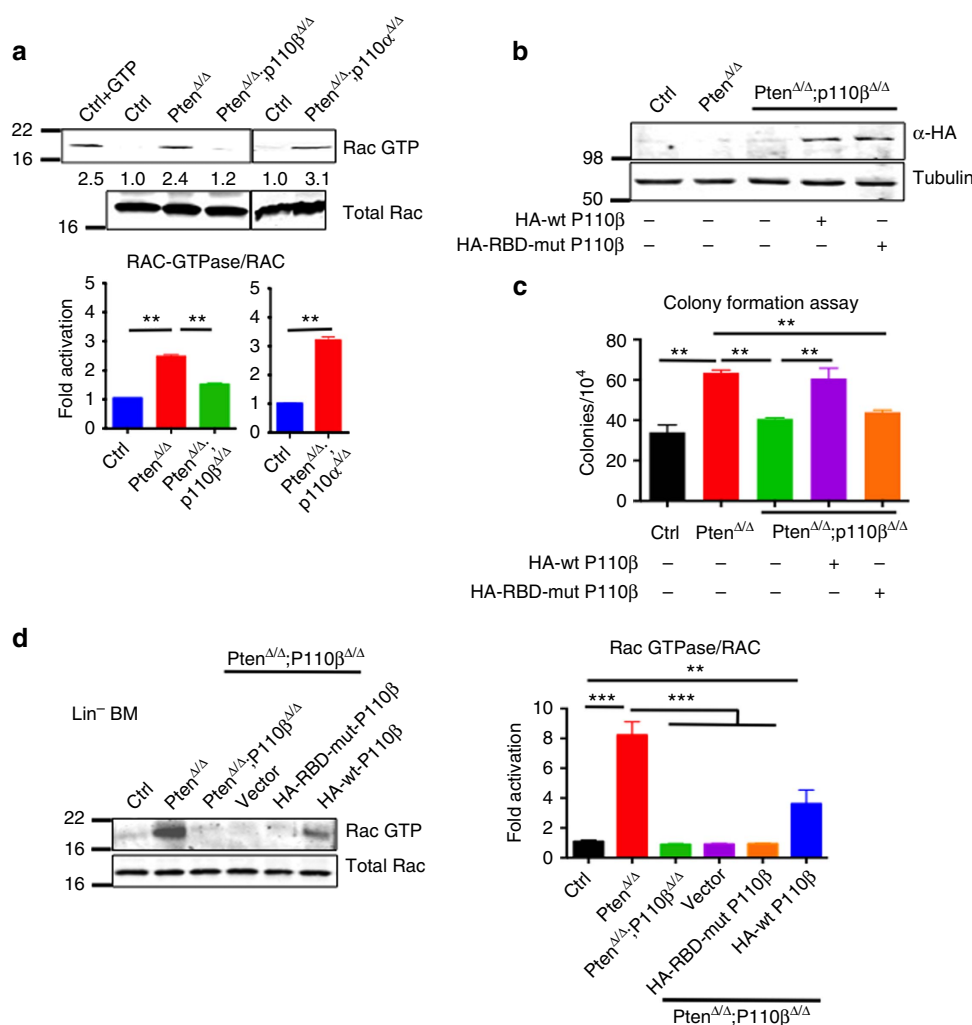 a
Ctrl+GTP
Ctrl
Pten^Δ/Δ
Pten^Δ/Δ;p110β^Δ/Δ
Ctrl
Pten^Δ/Δ;p110α^Δ/Δ
22
16
Rac GTP
2.5 1.0 2.4 1.2 1.0 3.1
16
Total Rac
RAC-GTPase/RAC
Fold activation
5
4
3
2
1
0
** **
Ctrl
Pten^Δ/Δ
Pten^Δ/Δ;
p110β^Δ/Δ
5
4
3
2
1
0
**
Ctrl
Pten^Δ/Δ;
p110α^Δ/Δ
b
Ctrl
Pten^Δ/Δ
Pten^Δ/Δ;p110β^Δ/Δ
98
α-HA
50
Tubulin
HA-wt P110β – – – + –
HA-RBD-mut P110β – – – – +
c
Colony formation assay
Colonies/10^4
80
60
40
20
0
**
** ** **
Ctrl
Pten^Δ/Δ
Pten^Δ/Δ;p110β^Δ/Δ
HA-wt P110β – – – + –
HA-RBD-mut P110β – – – – +
d
Pten^Δ/Δ;P110β^Δ/Δ
Lin– BM
Ctrl
Pten^Δ/Δ
Pten^Δ/Δ;P110β^Δ/Δ
Vector
HA-RBD-mut-P110β
HA-wt-P110β
22
16
Rac GTP
16
Total Rac
Rac GTPase/RAC
Fold activation
10
8
6
4
2
0
**
*** ***
Ctrl
Pten^Δ/Δ
Pten^Δ/Δ;P110β^Δ/Δ
Vector
HA-RBD-mut P110β
HA-wt P110β
Pten^Δ/Δ;P110β^Δ/Δ